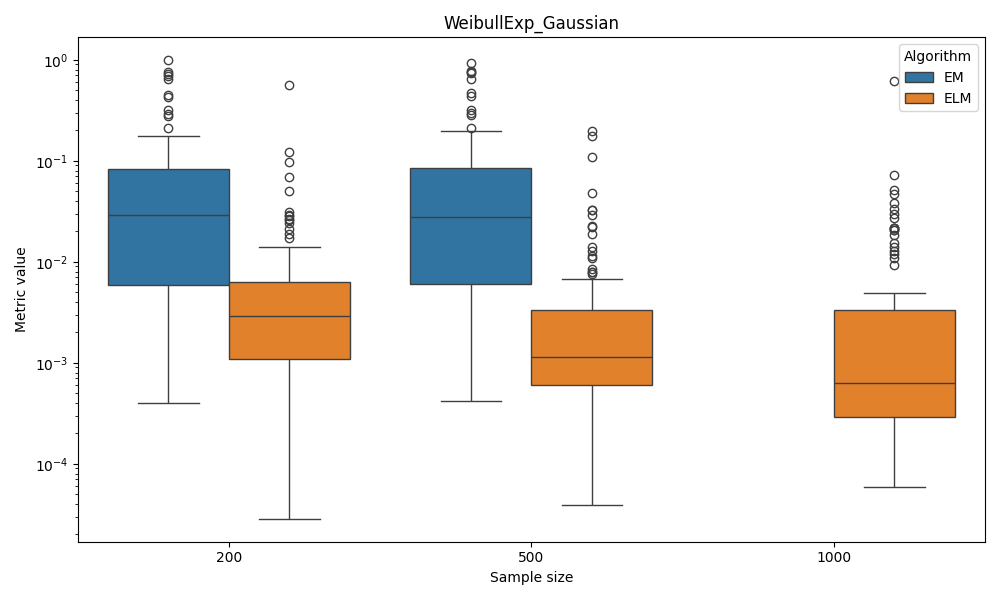 WeibullExp_Gaussian
Algorithm
EM
ELM
Metric value
10^0
10^-1
10^-2
10^-3
10^-4
200
500
1000
Sample size